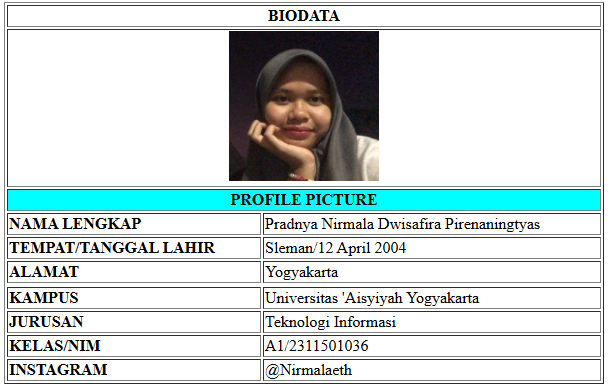 BIODATA
PROFILE PICTURE
NAMA LENGKAP Pradnya Nirmala Dwisafira Pirenaningtyas
TEMPAT/TANGGAL LAHIR Sleman/12 April 2004
ALAMAT Yogyakarta
KAMPUS Universitas 'Aisyiyah Yogyakarta
JURUSAN Teknologi Informasi
KELAS/NIM A1/2311501036
INSTAGRAM @Nirmalaeth